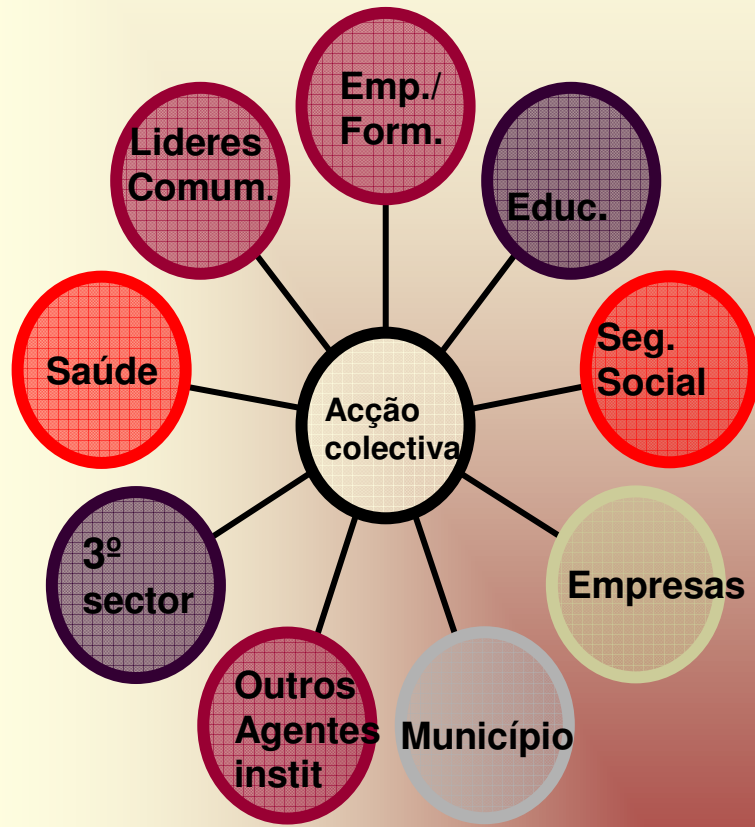 Emp./
Form.
Lideres
Comum.
Educ.
Seg.
Social
Saúde
Acção
colectiva
3º
sector
Empresas
Outros
Agentes
instit
Município